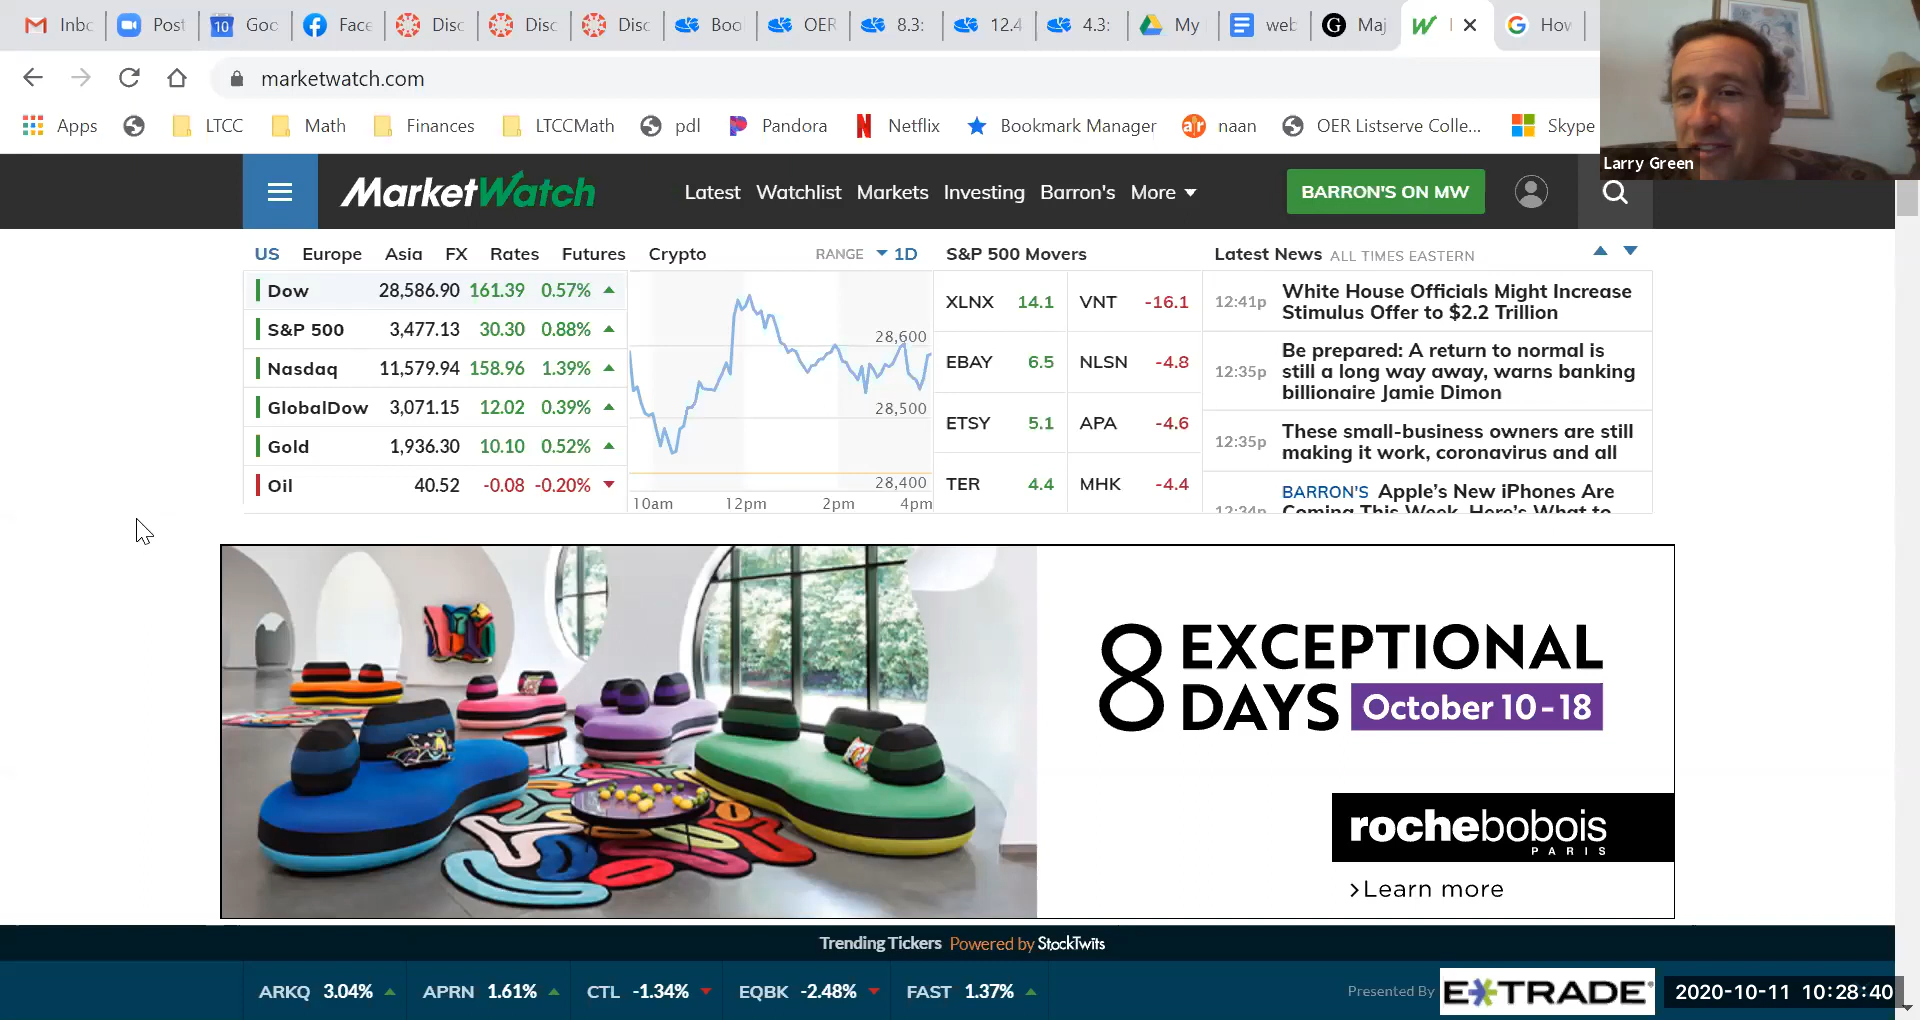 Inbc
Post
10
Goc
Face
Disc
Disc
Disc
Boo
OER
8.3:
12.4
4.3:
My
web
Maj
How
marketwatch.com
Apps
LTCC
Math
Finances
LTCCMath
pdl
Pandora
Netflix
Bookmark Manager
naan
OER Listserve Colle...
Skype
Larry Green
MarketWatch
Latest Watchlist Markets Investing Barron's More
BARRON'S ON MW
US Europe Asia FX Rates Futures Crypto
RANGE 1D
Dow 28,586.90 161.39 0.57%
S&P 500 3,477.13 30.30 0.88%
Nasdaq 11,579.94 158.96 1.39%
GlobalDow 3,071.15 12.02 0.39%
Gold 1,936.30 10.10 0.52%
Oil 40.52 -0.08 -0.20%
28,600
28,500
28,400
10am 12pm 2pm 4pm
S&P 500 Movers
XLNX 14.1 VNT -16.1
EBAY 6.5 NLSN -4.8
ETSY 5.1 APA -4.6
TER 4.4 MHK -4.4
Latest News ALL TIMES EASTERN
12:41p
White House Officials Might Increase
Stimulus Offer to $2.2 Trillion
12:35p
Be prepared: A return to normal is
still a long way away, warns banking
billionaire Jamie Dimon
12:35p
These small-business owners are still
making it work, coronavirus and all
12:34p
BARRON'S Apple's New iPhones Are
Coming This Week. Here's What to
8 EXCEPTIONAL
DAYS October 10 - 18
rochebobois
PARIS
>Learn more
Trending Tickers Powered by StockTwits
ARKQ 3.04% APRN 1.61% CTL -1.34% EQBK -2.48% FAST 1.37%
Presented By E*TRADE
2020-10-11 10:28:40